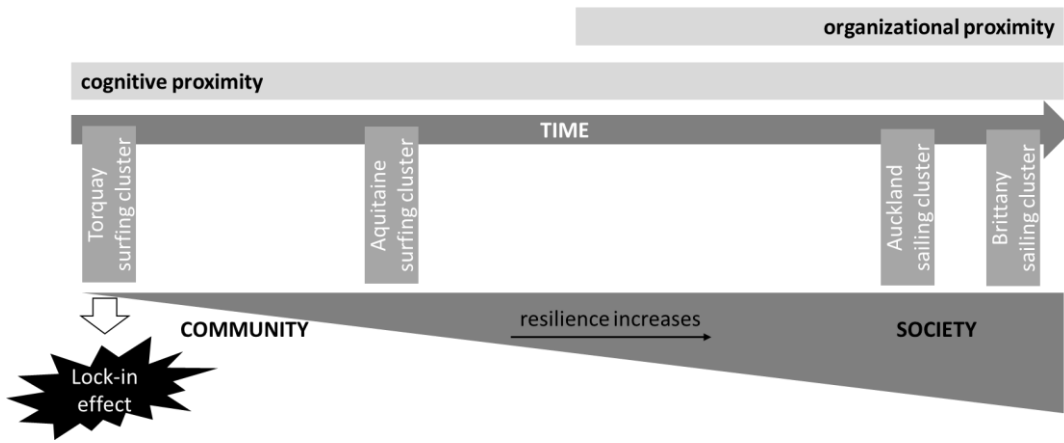 organizational proximity
cognitive proximity
TIME
Torquay
surfing cluster
Aquitaine
surfing cluster
Auckland
sailing cluster
Brittany
sailing cluster
COMMUNITY
resilience increases
SOCIETY
Lock-in
effect